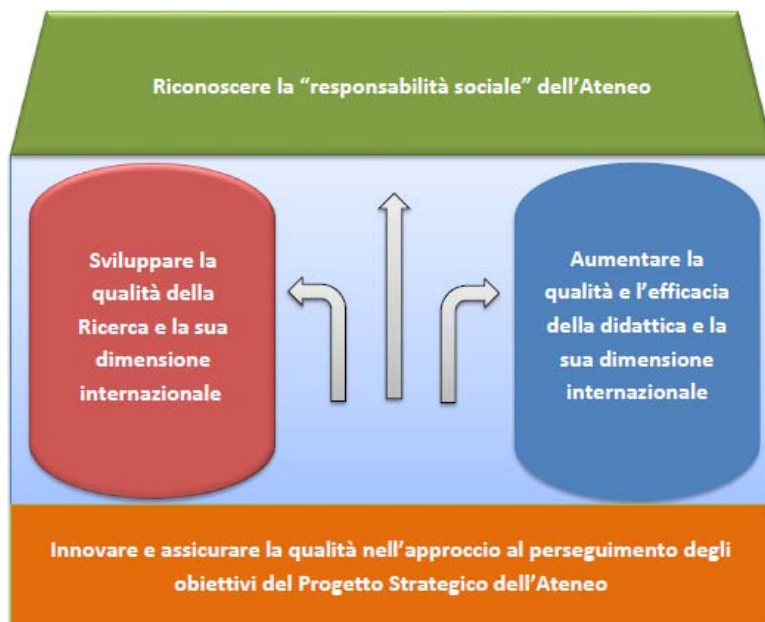 Riconoscere la “responsabilità sociale” dell’Ateneo
Sviluppare la
qualità della
Ricerca e la sua
dimensione
internazionale
Aumentare la
qualità e l’efficacia
della didattica e la
sua dimensione
internazionale
Innovare e assicurare la qualità nell’approccio al perseguimento degli
obiettivi del Progetto Strategico dell’Ateneo